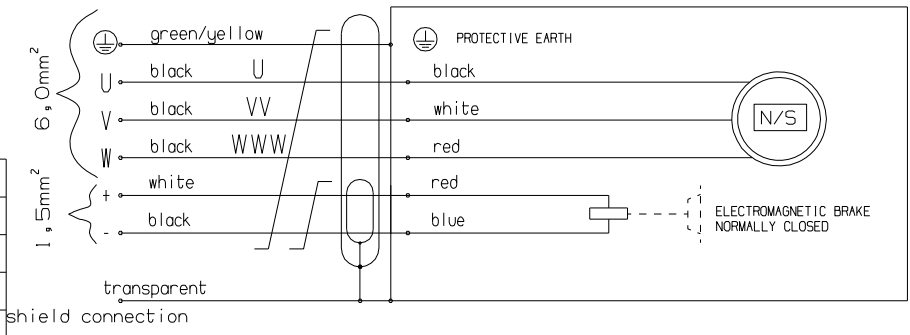 green/yellow
PROTECTIVE EARTH
6,0mm²
U black U black
V black VV white
N/S
W black WWW red
1,5mm²
+ white red
- black blue
ELECTROMAGNETIC BRAKE
NORMALLY CLOSED
transparent
shield connection